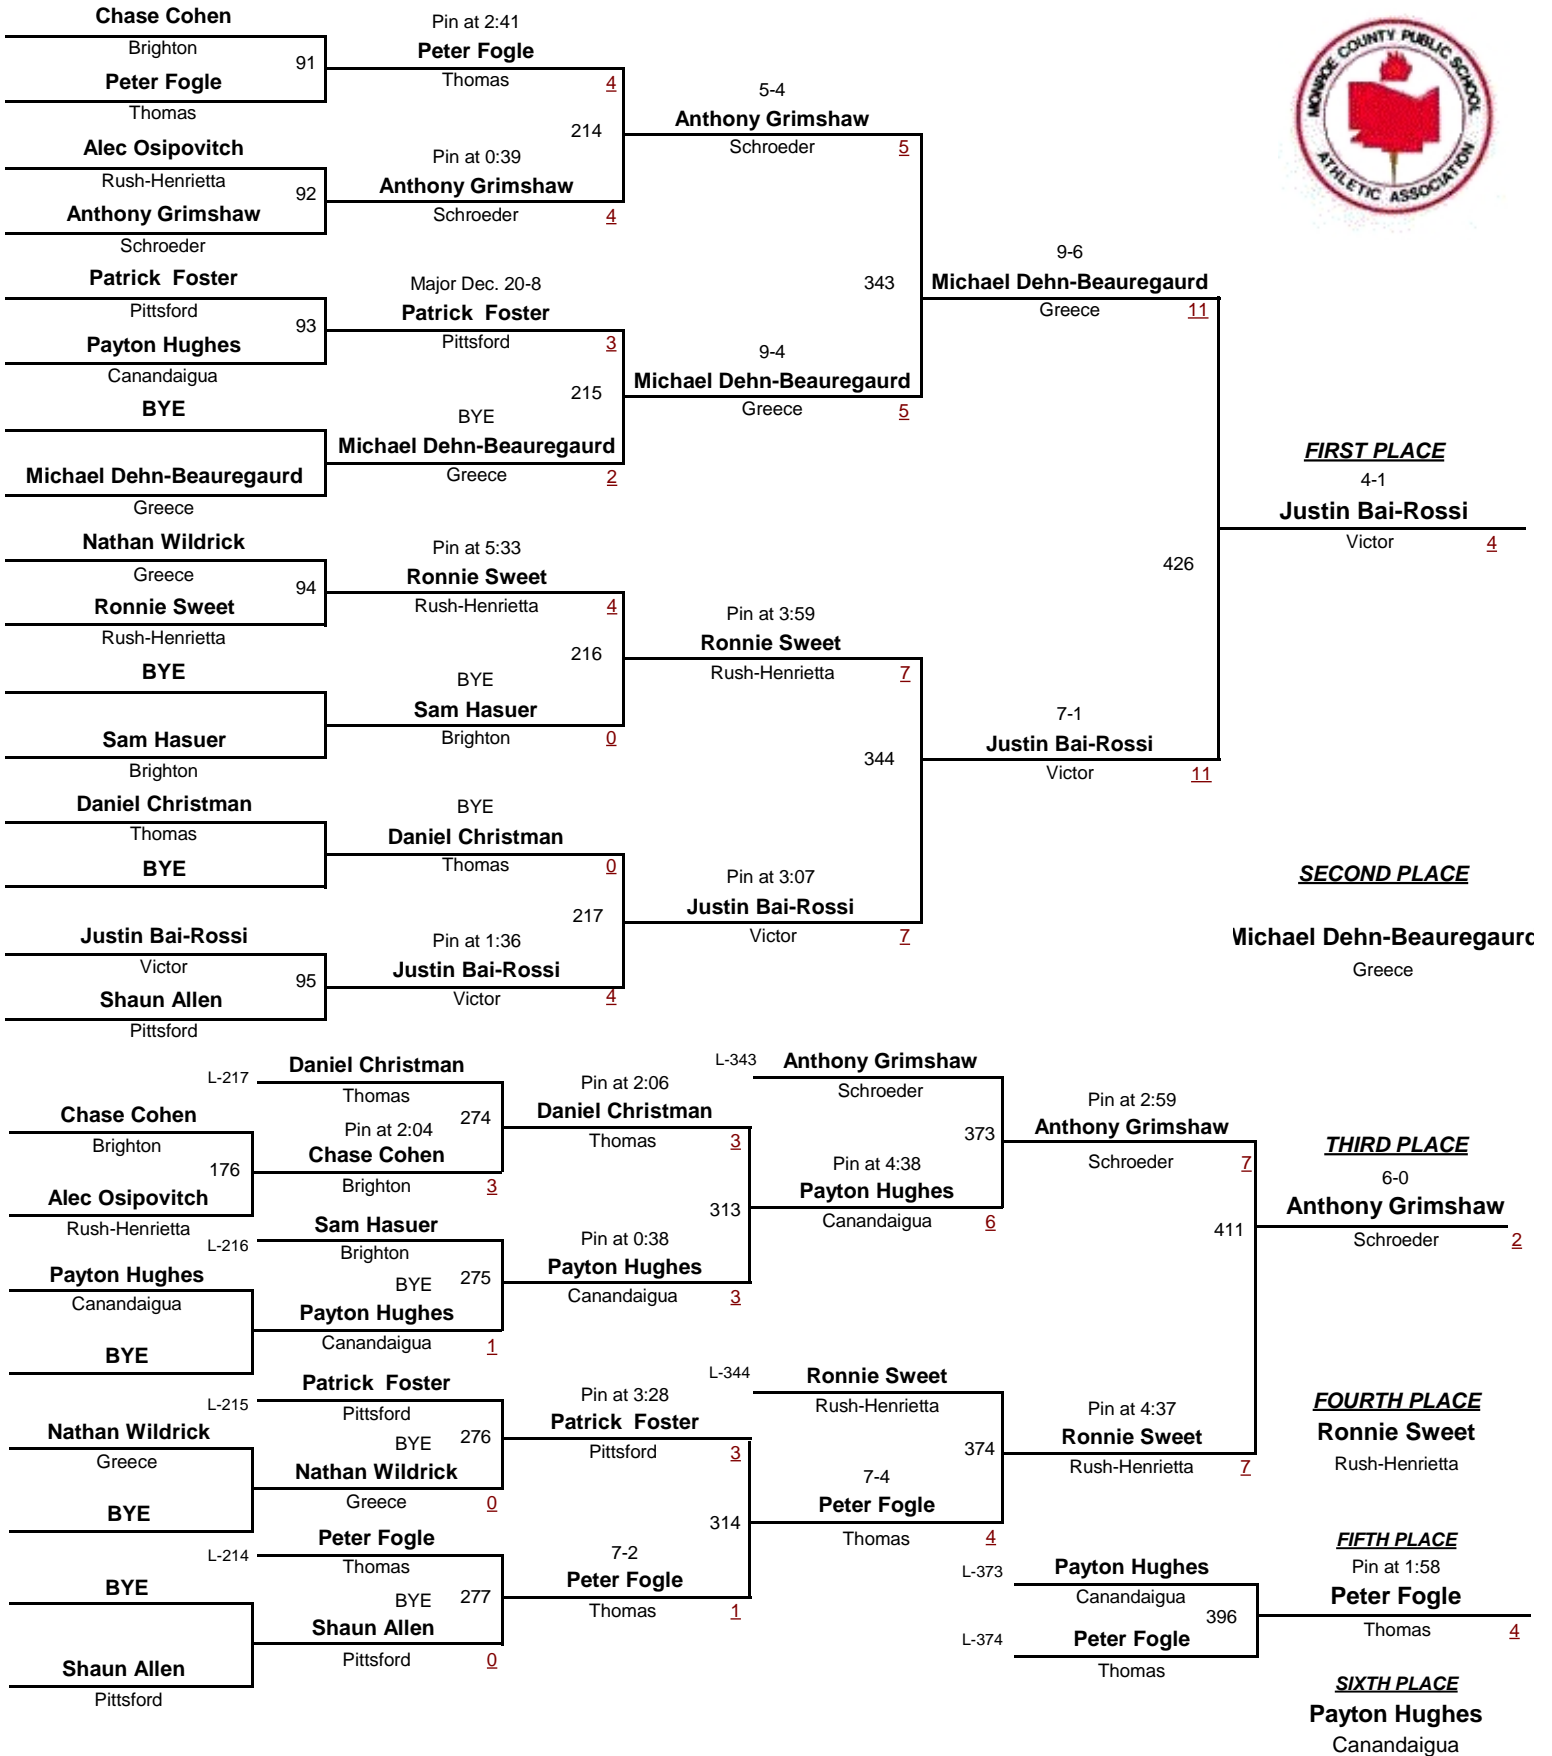 Chase Cohen
Brighton
91
Peter Fogle
Thomas
Alec Osipovitch
Rush-Henrietta
92
Anthony Grimshaw
Schroeder
Patrick Foster
Pittsford
93
Payton Hughes
Canandaigua
BYE
Michael Dehn-Beauregaurd
Greece
Nathan Wildrick
Greece
94
Ronnie Sweet
Rush-Henrietta
BYE
Sam Hasuer
Brighton
Daniel Christman
Thomas
BYE
Justin Bai-Rossi
Victor
95
Shaun Allen
Pittsford
Pin at 2:41
Peter Fogle
Thomas 4
214
Pin at 0:39
Anthony Grimshaw
Schroeder 4
Major Dec. 20-8
Patrick Foster
Pittsford 3
215
BYE
Michael Dehn-Beauregaurd
Greece 2
Pin at 5:33
Ronnie Sweet
Rush-Henrietta 4
216
BYE
Sam Hasuer
Brighton 0
BYE
Daniel Christman
Thomas 0
217
Pin at 1:36
Justin Bai-Rossi
Victor 4
5-4
Anthony Grimshaw
Schroeder 5
343
9-4
Michael Dehn-Beauregaurd
Greece 5
Pin at 3:59
Ronnie Sweet
Rush-Henrietta 7
344
Pin at 3:07
Justin Bai-Rossi
Victor 7
9-6
Michael Dehn-Beauregaurd
Greece 11
426
7-1
Justin Bai-Rossi
Victor 11
MONROE COUNTY PUBLIC SCHOOL
ATHLETIC ASSOCIATION
FIRST PLACE
4-1
Justin Bai-Rossi
Victor 4
SECOND PLACE
Michael Dehn-Beauregaurd
Greece
L-217
Chase Cohen
Brighton
176
Alec Osipovitch
Rush-Henrietta
L-216
Payton Hughes
Canandaigua
BYE
L-215
Nathan Wildrick
Greece
BYE
L-214
BYE
Shaun Allen
Pittsford
Daniel Christman
Thomas
274
Pin at 2:04
Chase Cohen
Brighton 3
Sam Hasuer
Brighton
BYE 275
Payton Hughes
Canandaigua 1
Patrick Foster
Pittsford
BYE 276
Nathan Wildrick
Greece 0
Peter Fogle
Thomas
BYE 277
Shaun Allen
Pittsford 0
Pin at 2:06
Daniel Christman
Thomas 3
313
Pin at 0:38
Payton Hughes
Canandaigua 3
Pin at 3:28
Patrick Foster
Pittsford 3
314
7-2
Peter Fogle
Thomas 1
L-343
Anthony Grimshaw
Schroeder
373
Pin at 4:38
Payton Hughes
Canandaigua 6
L-344
Ronnie Sweet
Rush-Henrietta
374
7-4
Peter Fogle
Thomas 4
Pin at 2:59
Anthony Grimshaw
Schroeder 7
411
Pin at 4:37
Ronnie Sweet
Rush-Henrietta 7
THIRD PLACE
6-0
Anthony Grimshaw
Schroeder 2
FOURTH PLACE
Ronnie Sweet
Rush-Henrietta
L-373
Payton Hughes
Canandaigua
396
L-374
Peter Fogle
Thomas
FIFTH PLACE
Pin at 1:58
Peter Fogle
Thomas 4
SIXTH PLACE
Payton Hughes
Canandaigua